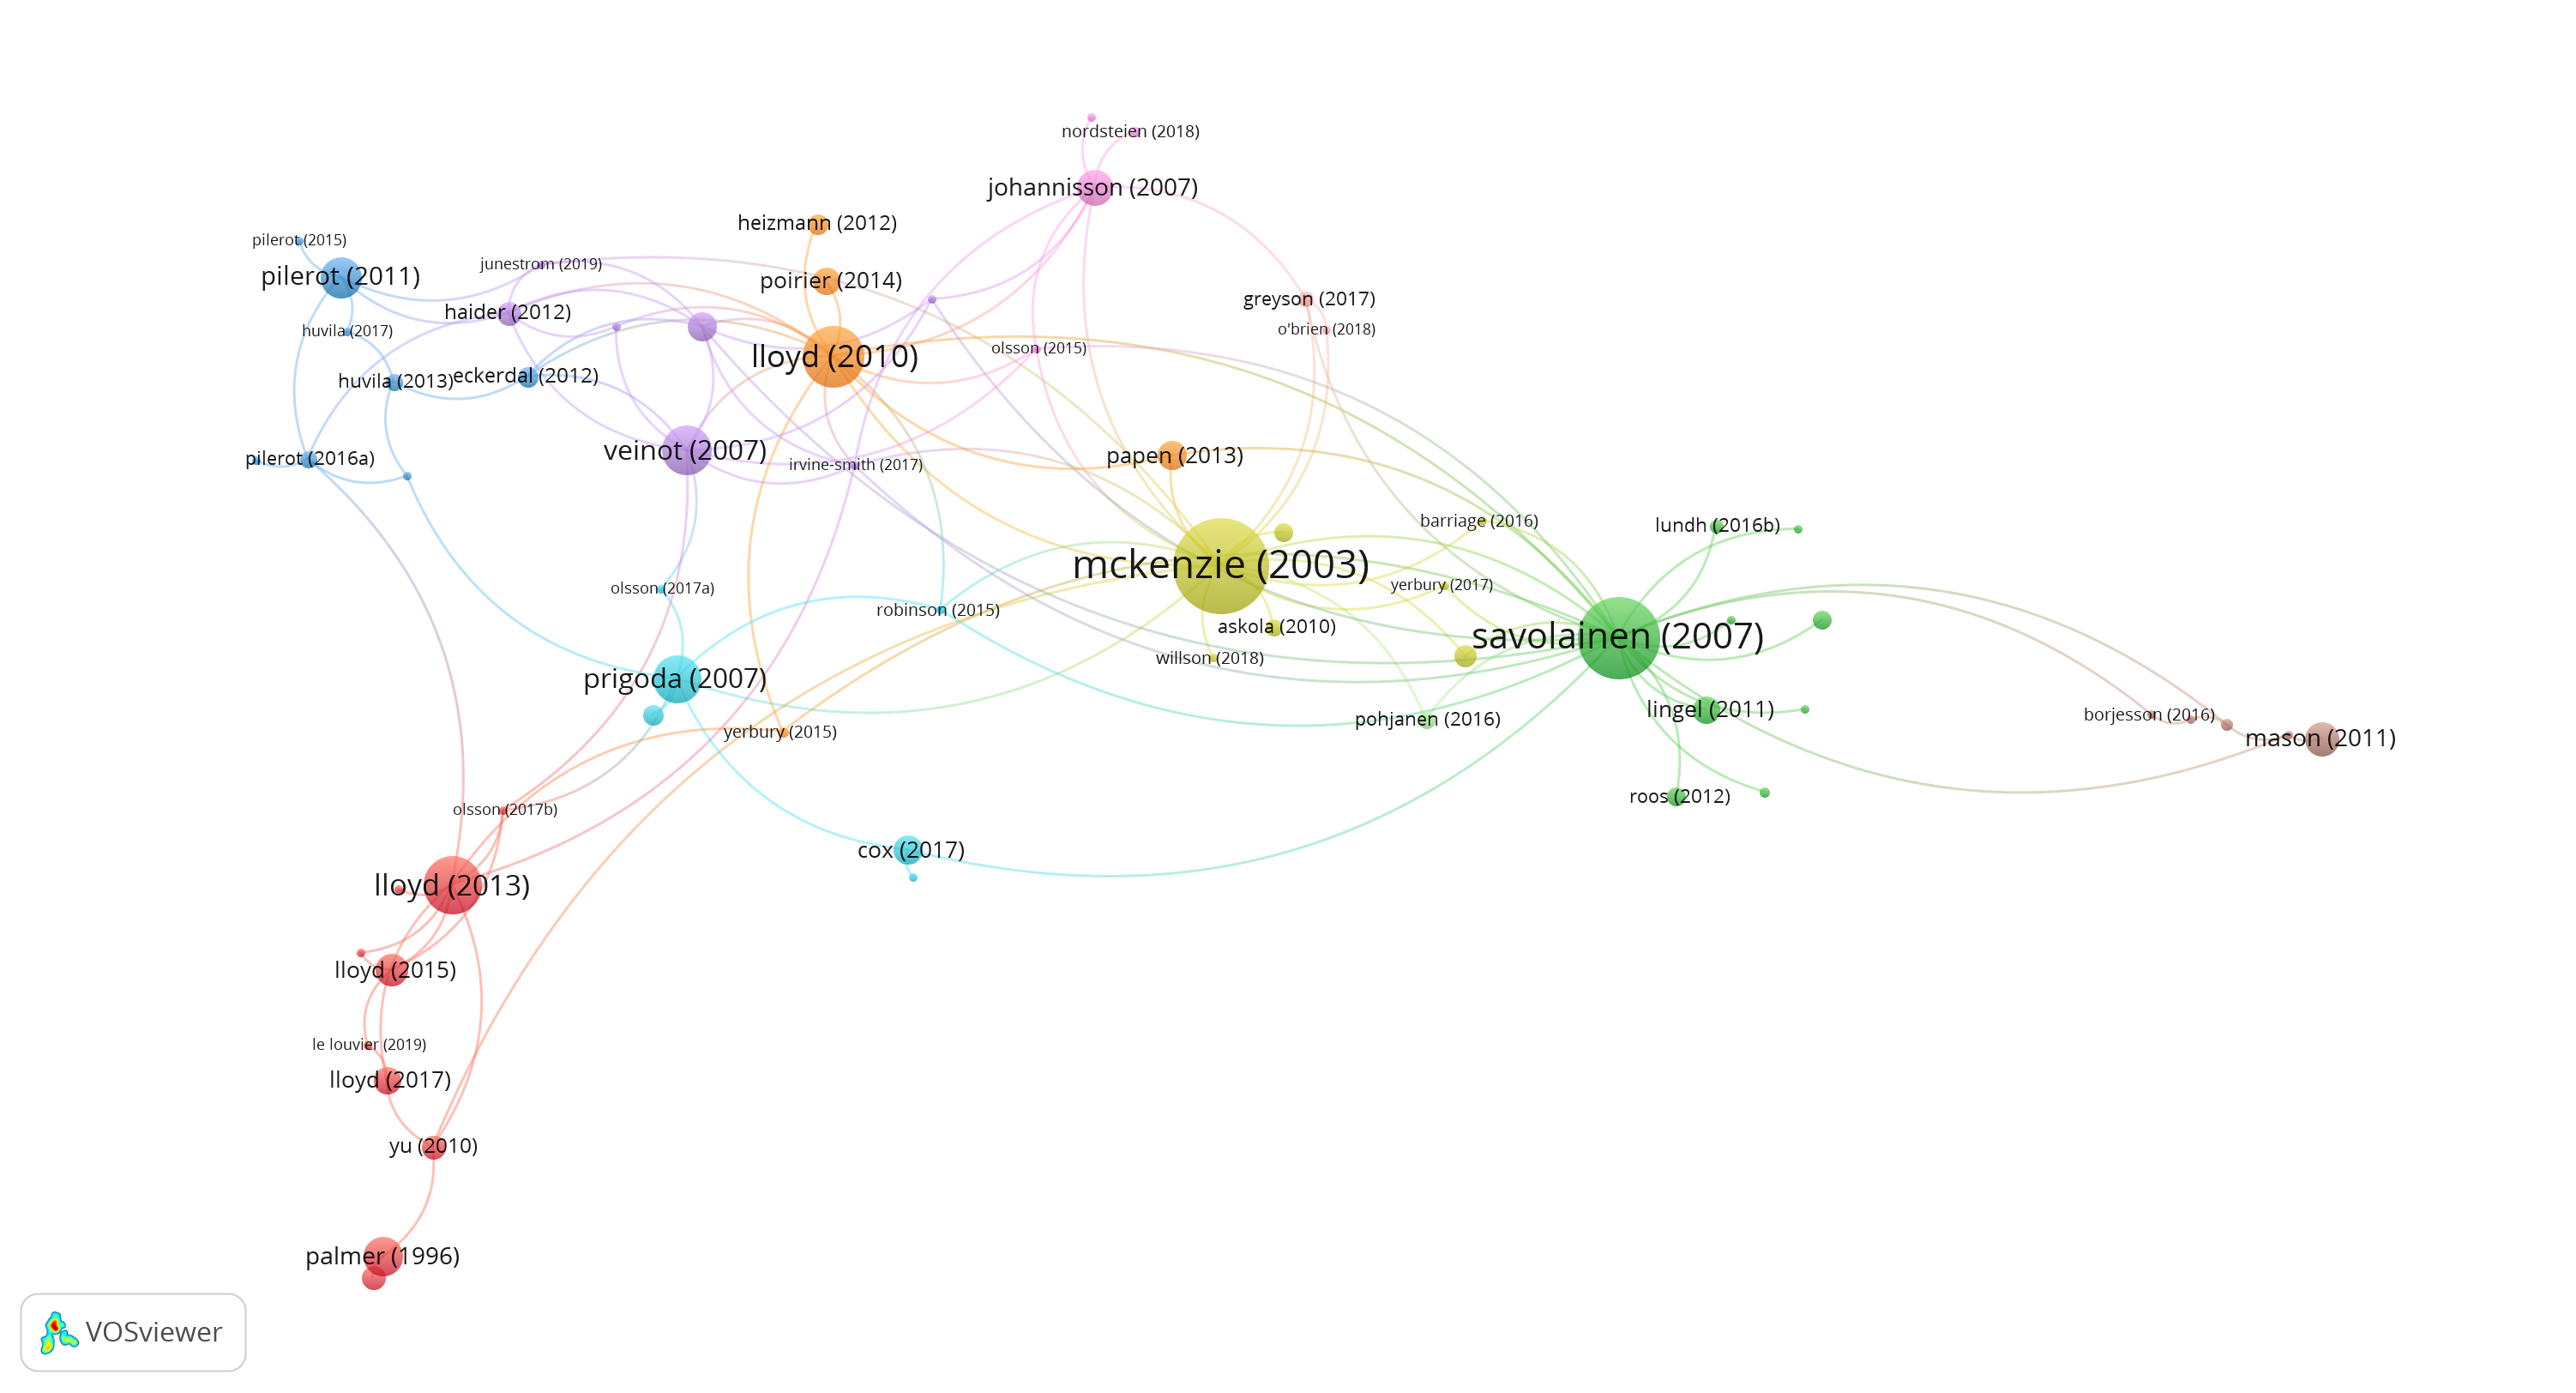 nordsteien (2018)
johannisson (2007)
heizmann (2012)
pilerot (2015)
junestrom (2019)
pilerot (2011)
poirier (2014)
greyson (2017)
haider (2012)
huvila (2017)
o'brien (2018)
olsson (2015)
lloyd (2010)
huvila (2013)
eckerdal (2012)
veinot (2007)
papen (2013)
pilerot (2016a)
irvine-smith (2017)
barriage (2016)
lundh (2016b)
mckenzie (2003)
olsson (2017a)
yerbury (2017)
robinson (2015)
askola (2010)
savolainen (2007)
willson (2018)
prigoda (2007)
lingel (2011)
borjesson (2016)
pohjanen (2016)
yerbury (2015)
mason (2011)
roos (2012)
olsson (2017b)
cox (2017)
lloyd (2013)
lloyd (2015)
le louvier (2019)
lloyd (2017)
yu (2010)
palmer (1996)
VOSviewer